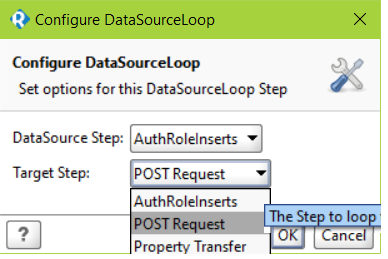 Configure DataSourceLoop
Configure DataSourceLoop
Set options for this DataSourceLoop Step
DataSource Step: AuthRoleInserts
Target Step: POST Request
AuthRoleInserts
POST Request
The Step to loop
? OK Cancel
Property Transfer